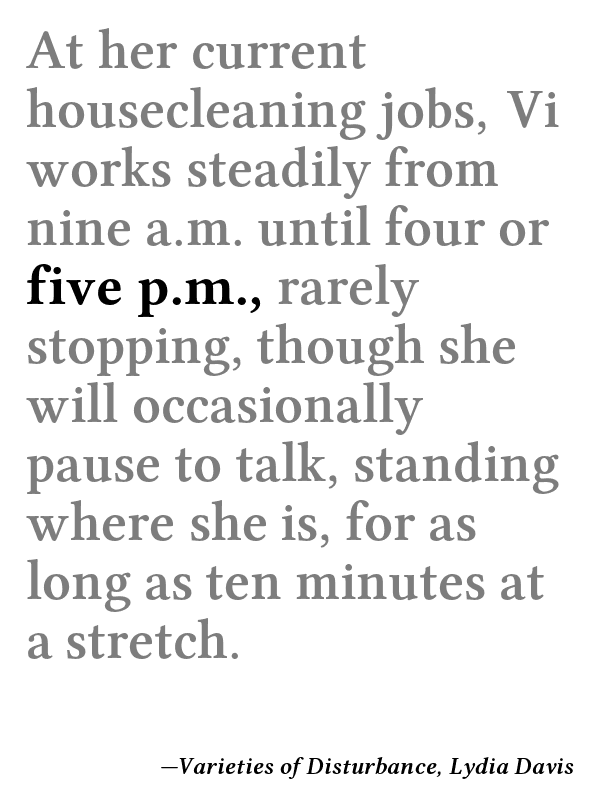 At her current
housecleaning jobs, Vi
works steadily from
nine a.m. until four or
five p.m., rarely
stopping, though she
will occasionally
pause to talk, standing
where she is, for as
long as ten minutes at
a stretch.
—Varieties of Disturbance, Lydia Davis